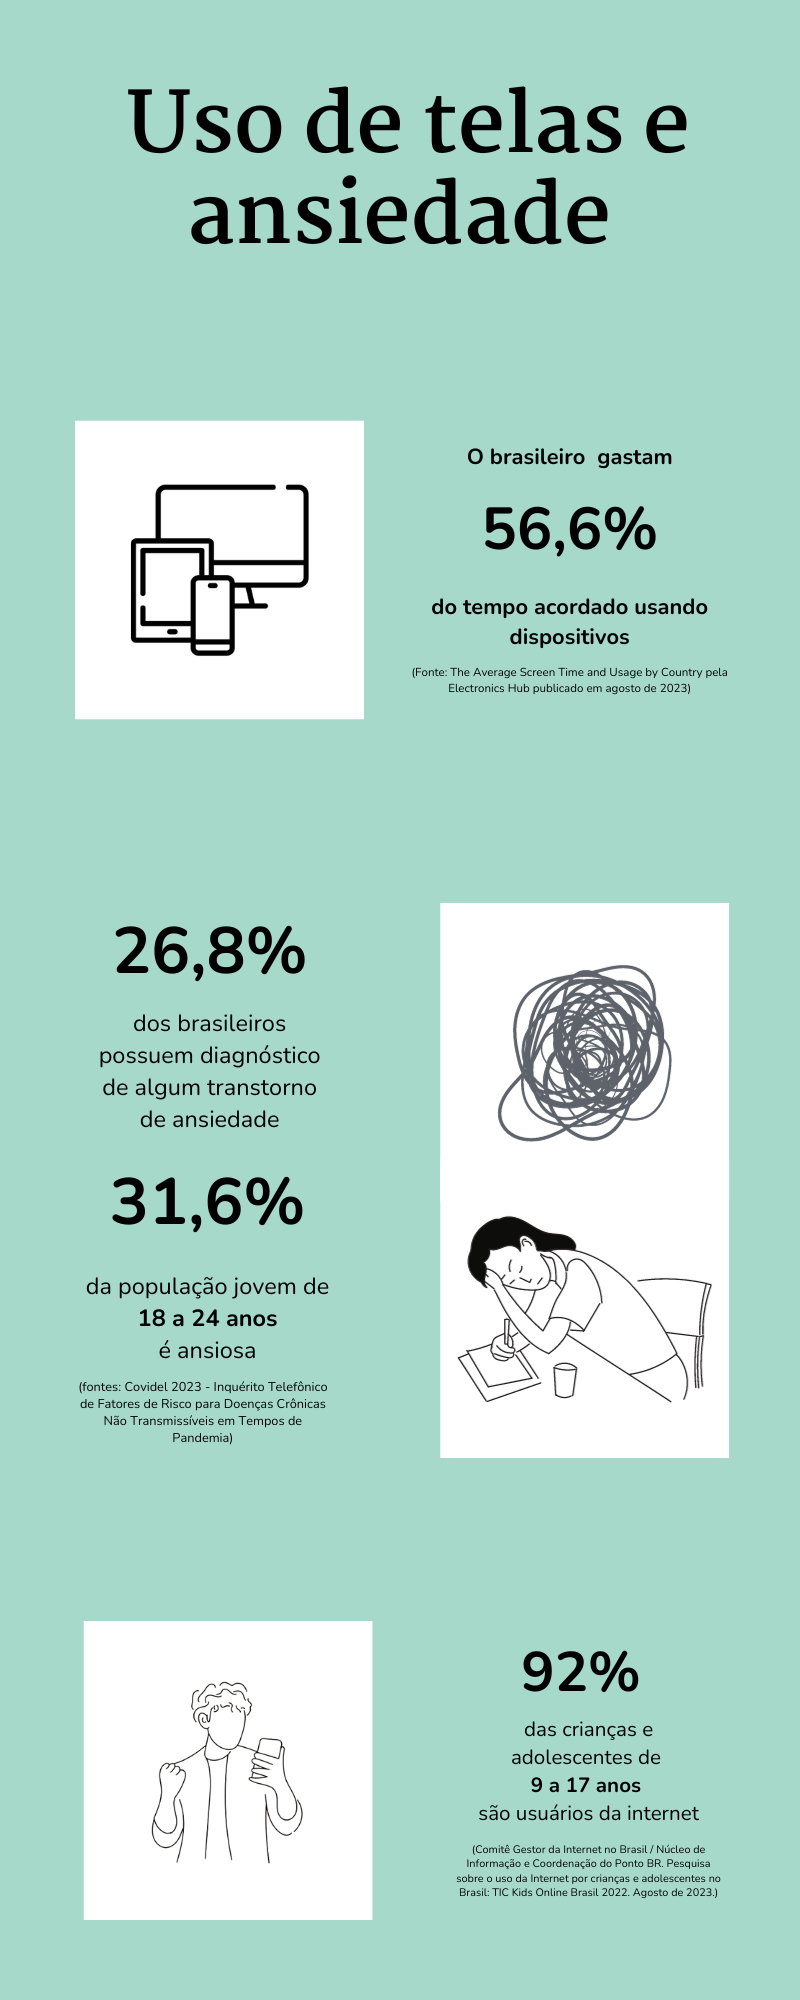 Uso de telas e
ansiedade
O brasileiro  gastam
56,6%
do tempo acordado usando
dispositivos
(Fonte: The Average Screen Time and Usage by Country pela
Electronics Hub publicado em agosto de 2023)
26,8%
dos brasileiros
possuem diagnóstico
de algum transtorno
de ansiedade
31,6%
da população jovem de
18 a 24 anos
é ansiosa
(fontes: Covidel 2023 - Inquérito Telefônico
de Fatores de Risco para Doenças Crônicas
Não Transmissíveis em Tempos de
Pandemia)
92%
das crianças e
adolescentes de
9 a 17 anos
são usuários da internet
(Comitê Gestor da Internet no Brasil / Núcleo de
Informação e Coordenação do Ponto BR. Pesquisa
sobre o uso da Internet por crianças e adolescentes no
Brasil: TIC Kids Online Brasil 2022. Agosto de 2023.)